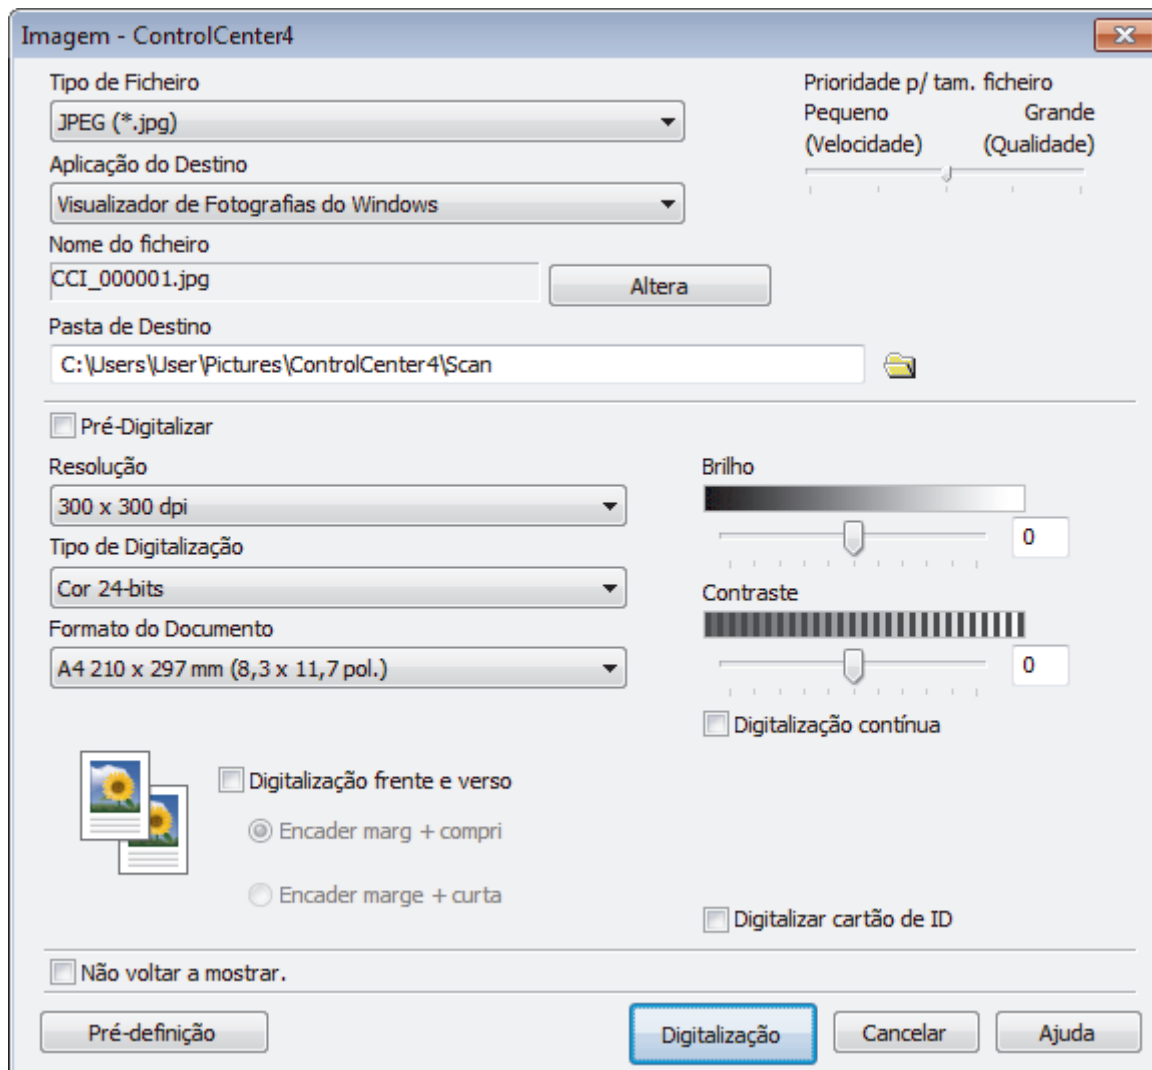 Imagem - ControlCenter4
Tipo de Ficheiro
JPEG (*.jpg)
Aplicação do Destino
Visualizador de Fotografias do Windows
Nome do ficheiro
CCI_000001.jpg
Altera
Pasta de Destino
C:\Users\User\Pictures\ControlCenter4\Scan
Prioridade p/ tam. ficheiro
Pequeno Grande
(Velocidade) (Qualidade)
Pré-Digitalizar
Resolução
300 x 300 dpi
Tipo de Digitalização
Cor 24-bits
Formato do Documento
A4 210 x 297 mm (8,3 x 11,7 pol.)
Brilho
0
Contraste
0
Digitalização contínua
Digitalização frente e verso
Encader marg + compri
Encader marge + curta
Digitalizar cartão de ID
Não voltar a mostrar.
Pré-definição
Digitalização
Cancelar
Ajuda